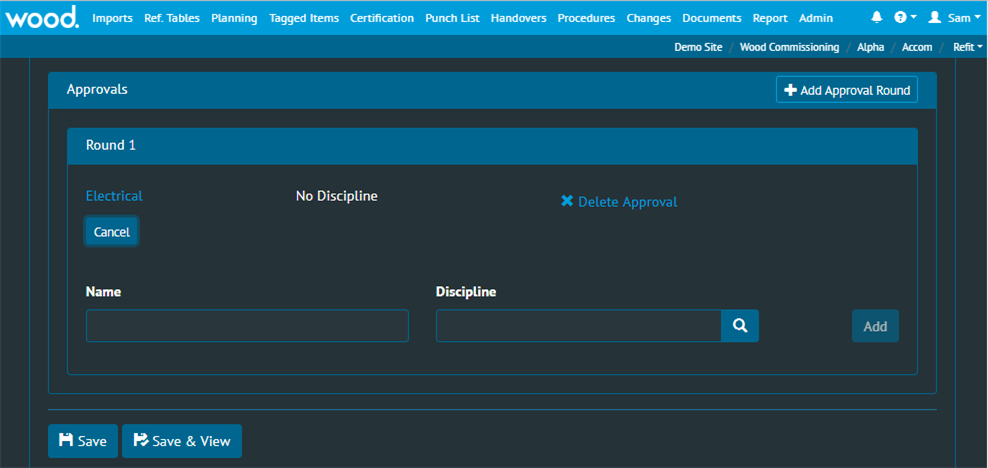 wood. Imports Ref. Tables Planning Tagged Items Certification Punch List Handovers Procedures Changes Documents Report Admin Sam
Demo Site / Wood Commissioning / Alpha / Accom / Refit
Approvals Add Approval Round
Round 1
Electrical No Discipline Delete Approval
Cancel
Name Discipline
Add
Save Save & View